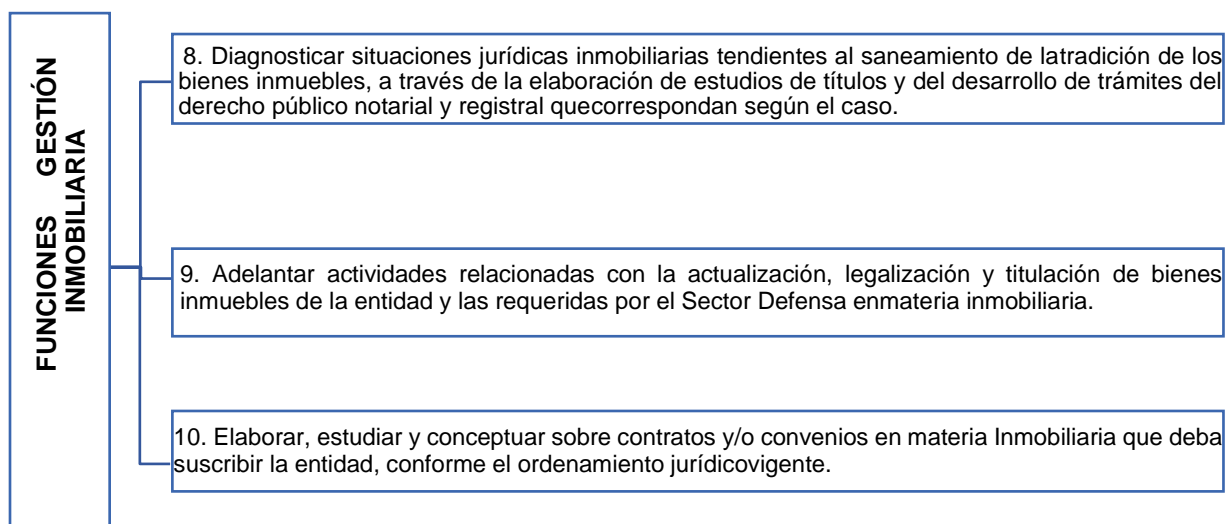 FUNCIONES GESTIÓN
INMOBILIARIA
8. Diagnosticar situaciones jurídicas inmobiliarias tendientes al saneamiento de latradición de los
bienes inmuebles, a través de la elaboración de estudios de títulos y del desarrollo de trámites del
derecho público notarial y registral quecorrespondan según el caso.
9. Adelantar actividades relacionadas con la actualización, legalización y titulación de bienes
inmuebles de la entidad y las requeridas por el Sector Defensa enmateria inmobiliaria.
10. Elaborar, estudiar y conceptuar sobre contratos y/o convenios en materia Inmobiliaria que deba
suscribir la entidad, conforme el ordenamiento jurídicovigente.